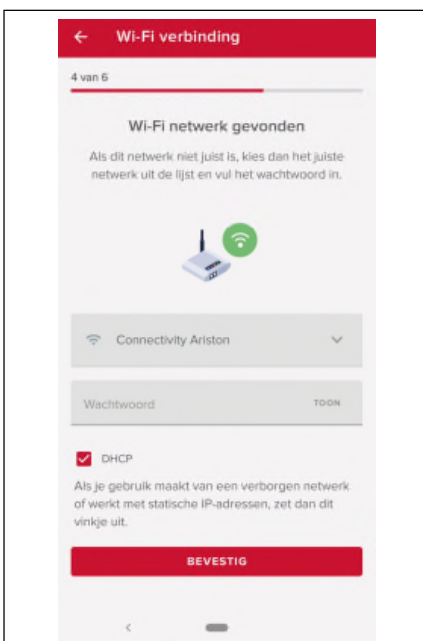 Wi-Fi verbinding
4 van 6
Wi-Fi netwerk gevonden
Als dit netwerk niet juist is, kies dan het juiste
netwerk uit de lijst en vul het wachtwoord in.
Connectivity Ariston
Wachtwoord TOON
DHCP
Als je gebruik maakt van een verborgen netwerk
of werkt met statische IP-adressen, zet dan dit
vinkje uit.
BEVESTIG